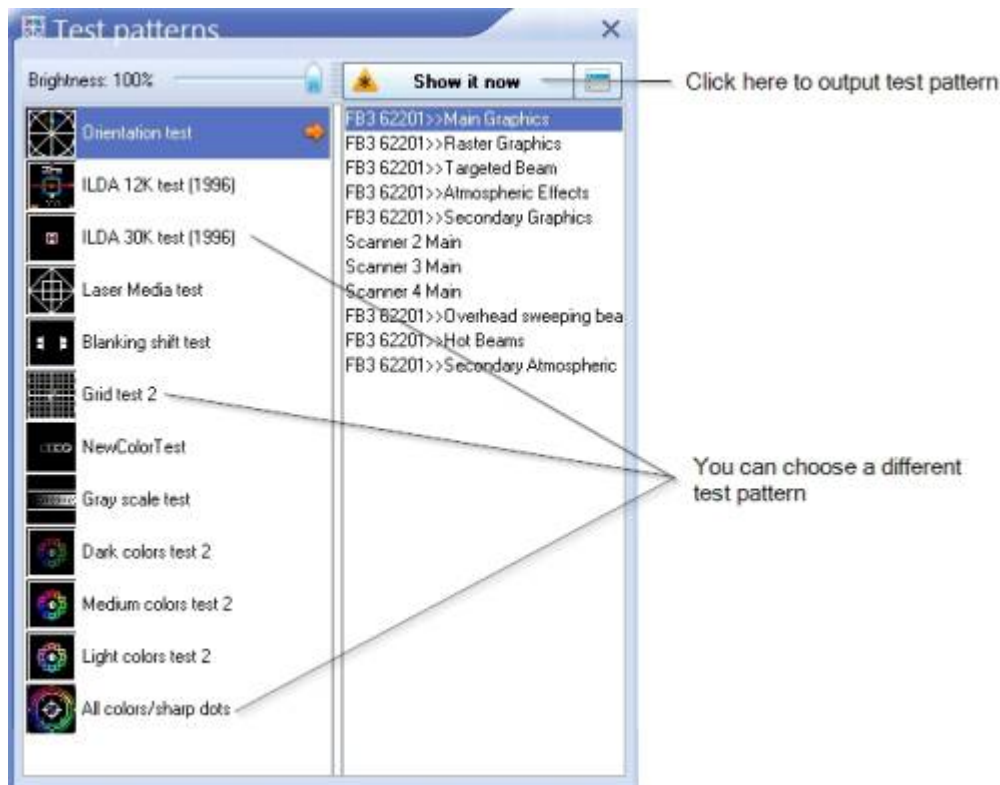 Test patterns
Brightness: 100%
Show it now
Click here to output test pattern
Orientation test
ILDA 12K test (1996)
ILDA 30K test (1996)
Laser Media test
Blanking shift test
Grid test 2
NewColorTest
Gray scale test
Dark colors test 2
Medium colors test 2
Light colors test 2
All colors/sharp dots
FB3 62201>>Main Graphics
FB3 62201>>Raster Graphics
FB3 62201>>Targeted Beam
FB3 62201>>Atmospheric Effects
FB3 62201>>Secondary Graphics
Scanner 2 Main
Scanner 3 Main
Scanner 4 Main
FB3 62201>>Overhead sweeping bea
FB3 62201>>Hot Beams
FB3 62201>>Secondary Atmospheric
You can choose a different
test pattern